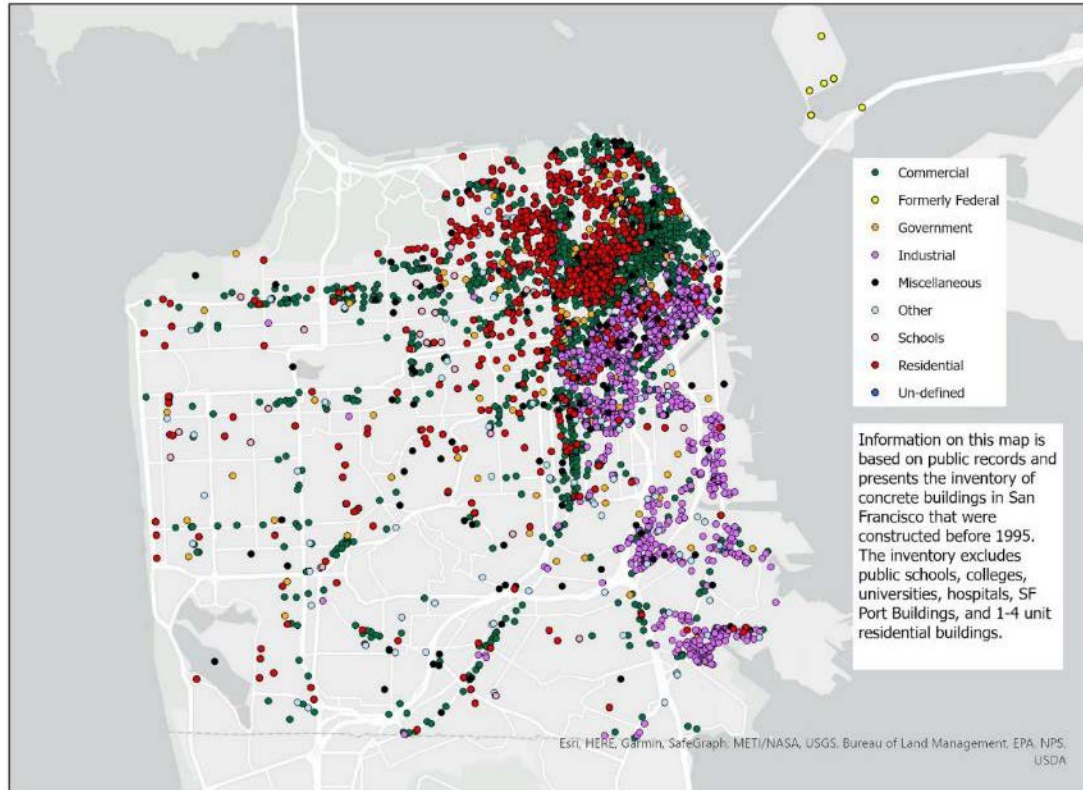 Commercial
Formerly Federal
Government
Industrial
Miscellaneous
Other
Schools
Residential
Un-defined
Information on this map is
based on public records and
presents the inventory of
concrete buildings in San
Francisco that were
constructed before 1995.
The inventory excludes
public schools, colleges,
universities, hospitals, SF
Port Buildings, and 1-4 unit
residential buildings.
Esri, HERE, Garmin, SafeGraph, METI/NASA, USGS, Bureau of Land Management, EPA, NPS,
USDA